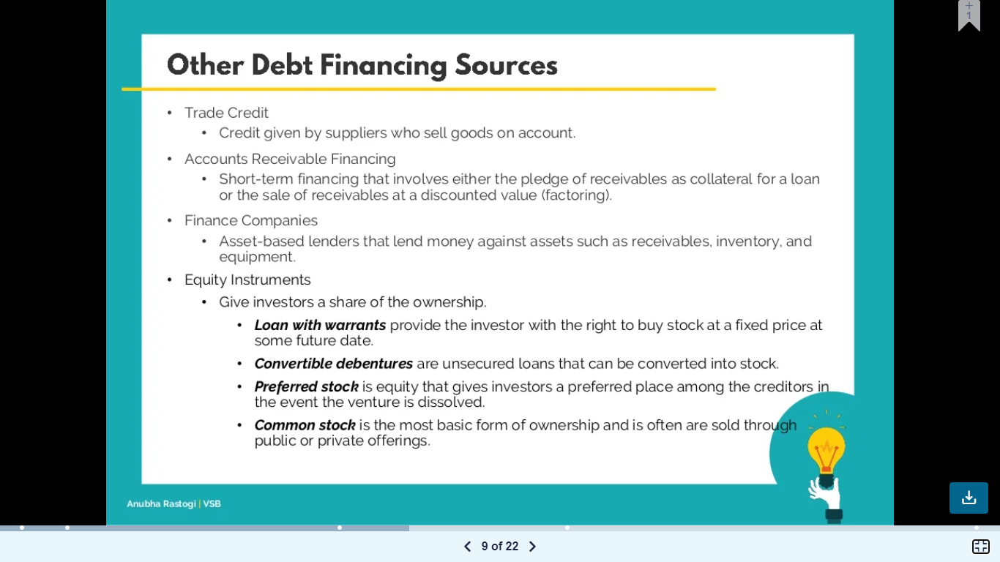 +
1
Other Debt Financing Sources
• Trade Credit
• Credit given by suppliers who sell goods on account.
• Accounts Receivable Financing
• Short-term financing that involves either the pledge of receivables as collateral for a loan
or the sale of receivables at a discounted value (factoring).
• Finance Companies
• Asset-based lenders that lend money against assets such as receivables, inventory, and
equipment.
• Equity Instruments
• Give investors a share of the ownership.
• Loan with warrants provide the investor with the right to buy stock at a fixed price at
some future date.
• Convertible debentures are unsecured loans that can be converted into stock.
• Preferred stock is equity that gives investors a preferred place among the creditors in
the event the venture is dissolved.
• Common stock is the most basic form of ownership and is often are sold through
public or private offerings.
Anubha Rastogi | VSB
9 of 22